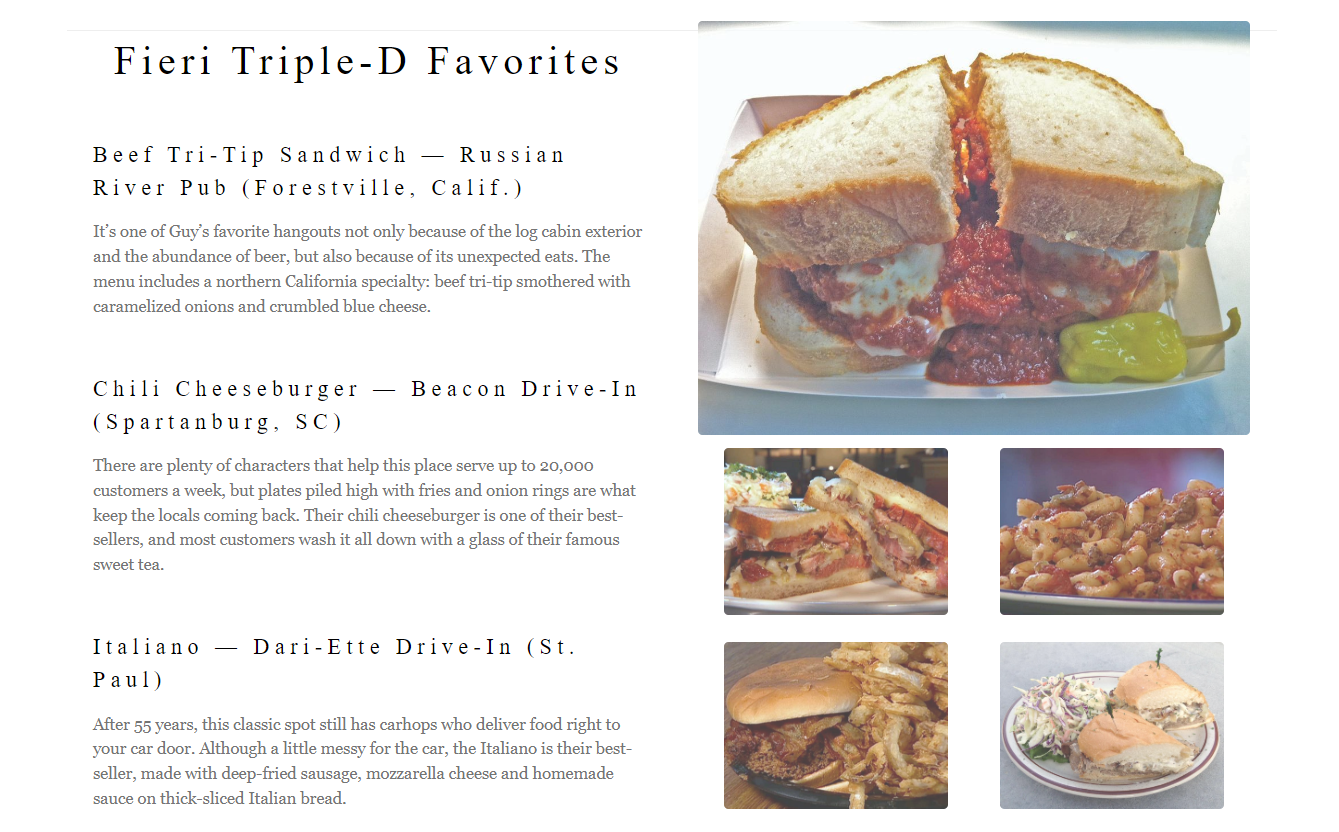 Fieri Triple-D Favorites
Beef Tri-Tip Sandwich — Russian
River Pub (Forestville, Calif.)
It’s one of Guy’s favorite hangouts not only because of the log cabin exterior
and the abundance of beer, but also because of its unexpected eats. The
menu includes a northern California specialty: beef tri-tip smothered with
caramelized onions and crumbled blue cheese.
Chili Cheeseburger — Beacon Drive-In
(Spartanburg, SC)
There are plenty of characters that help this place serve up to 20,000
customers a week, but plates piled high with fries and onion rings are what
keep the locals coming back. Their chili cheeseburger is one of their best-
sellers, and most customers wash it all down with a glass of their famous
sweet tea.
Italiano — Dari-Ette Drive-In (St.
Paul)
After 55 years, this classic spot still has carhops who deliver food right to
your car door. Although a little messy for the car, the Italiano is their best-
seller, made with deep-fried sausage, mozzarella cheese and homemade
sauce on thick-sliced Italian bread.